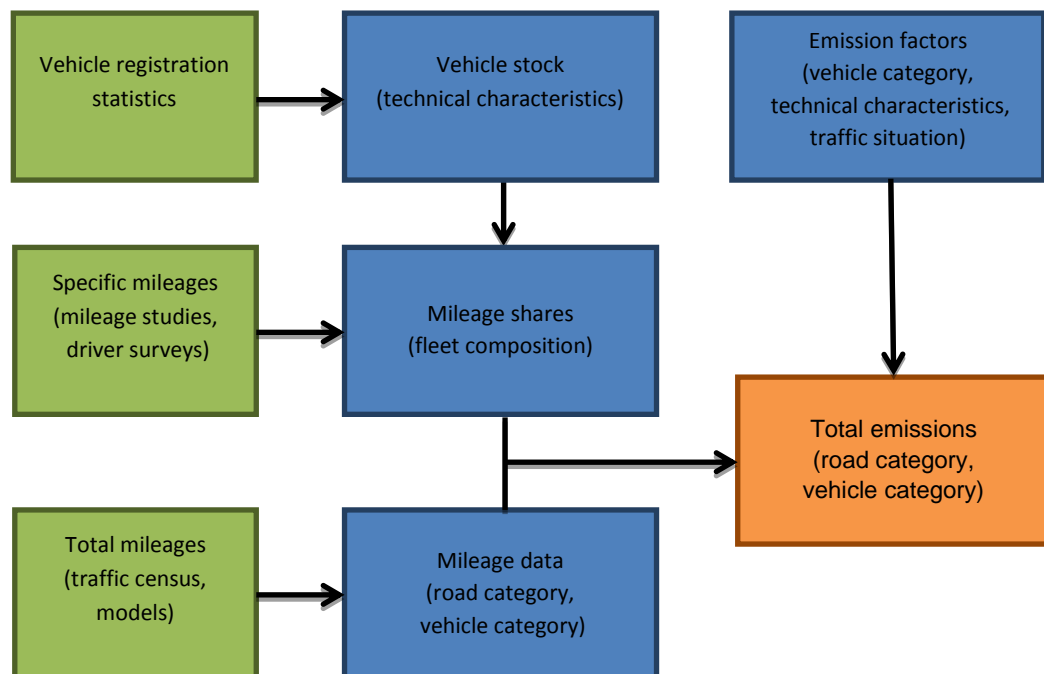 Vehicle registration
statistics
Vehicle stock
(technical characteristics)
Emission factors
(vehicle category,
technical characteristics,
traffic situation)
Specific mileages
(mileage studies,
driver surveys)
Mileage shares
(fleet composition)
Total emissions
(road category,
vehicle category)
Total mileages
(traffic census,
models)
Mileage data
(road category,
vehicle category)